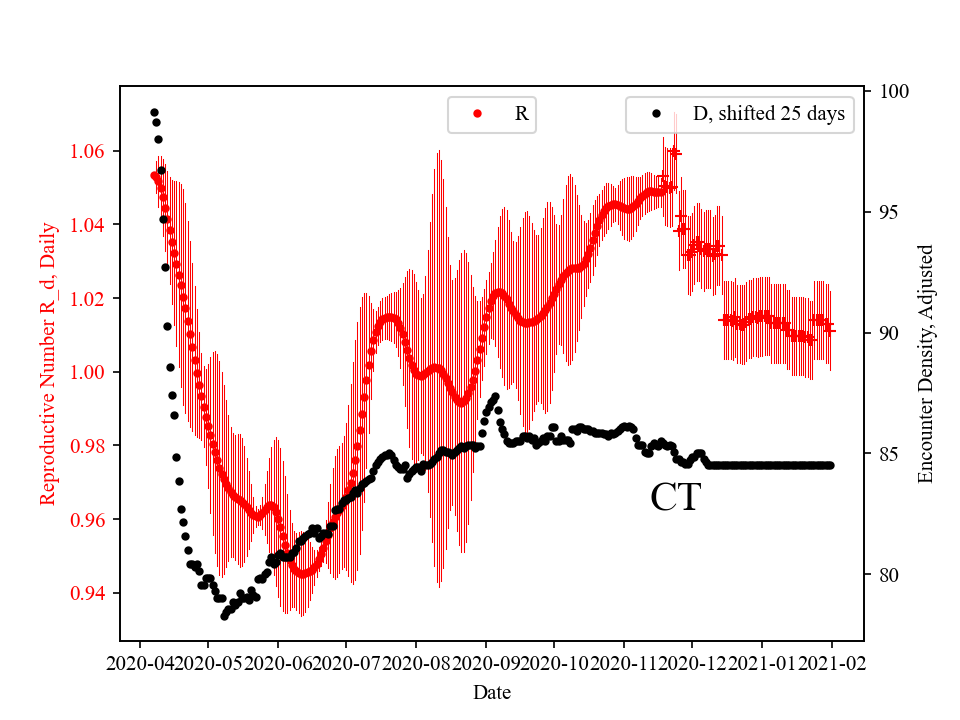 R
D, shifted 25 days
100
95
90
85
80
1.06
1.04
1.02
1.00
0.98
0.96
0.94
Reproductive Number R_d, Daily
Encounter Density, Adjusted
CT
2020-04 2020-05 2020-06 2020-07 2020-08 2020-09 2020-10 2020-11 2020-12 2021-01 2021-02
Date